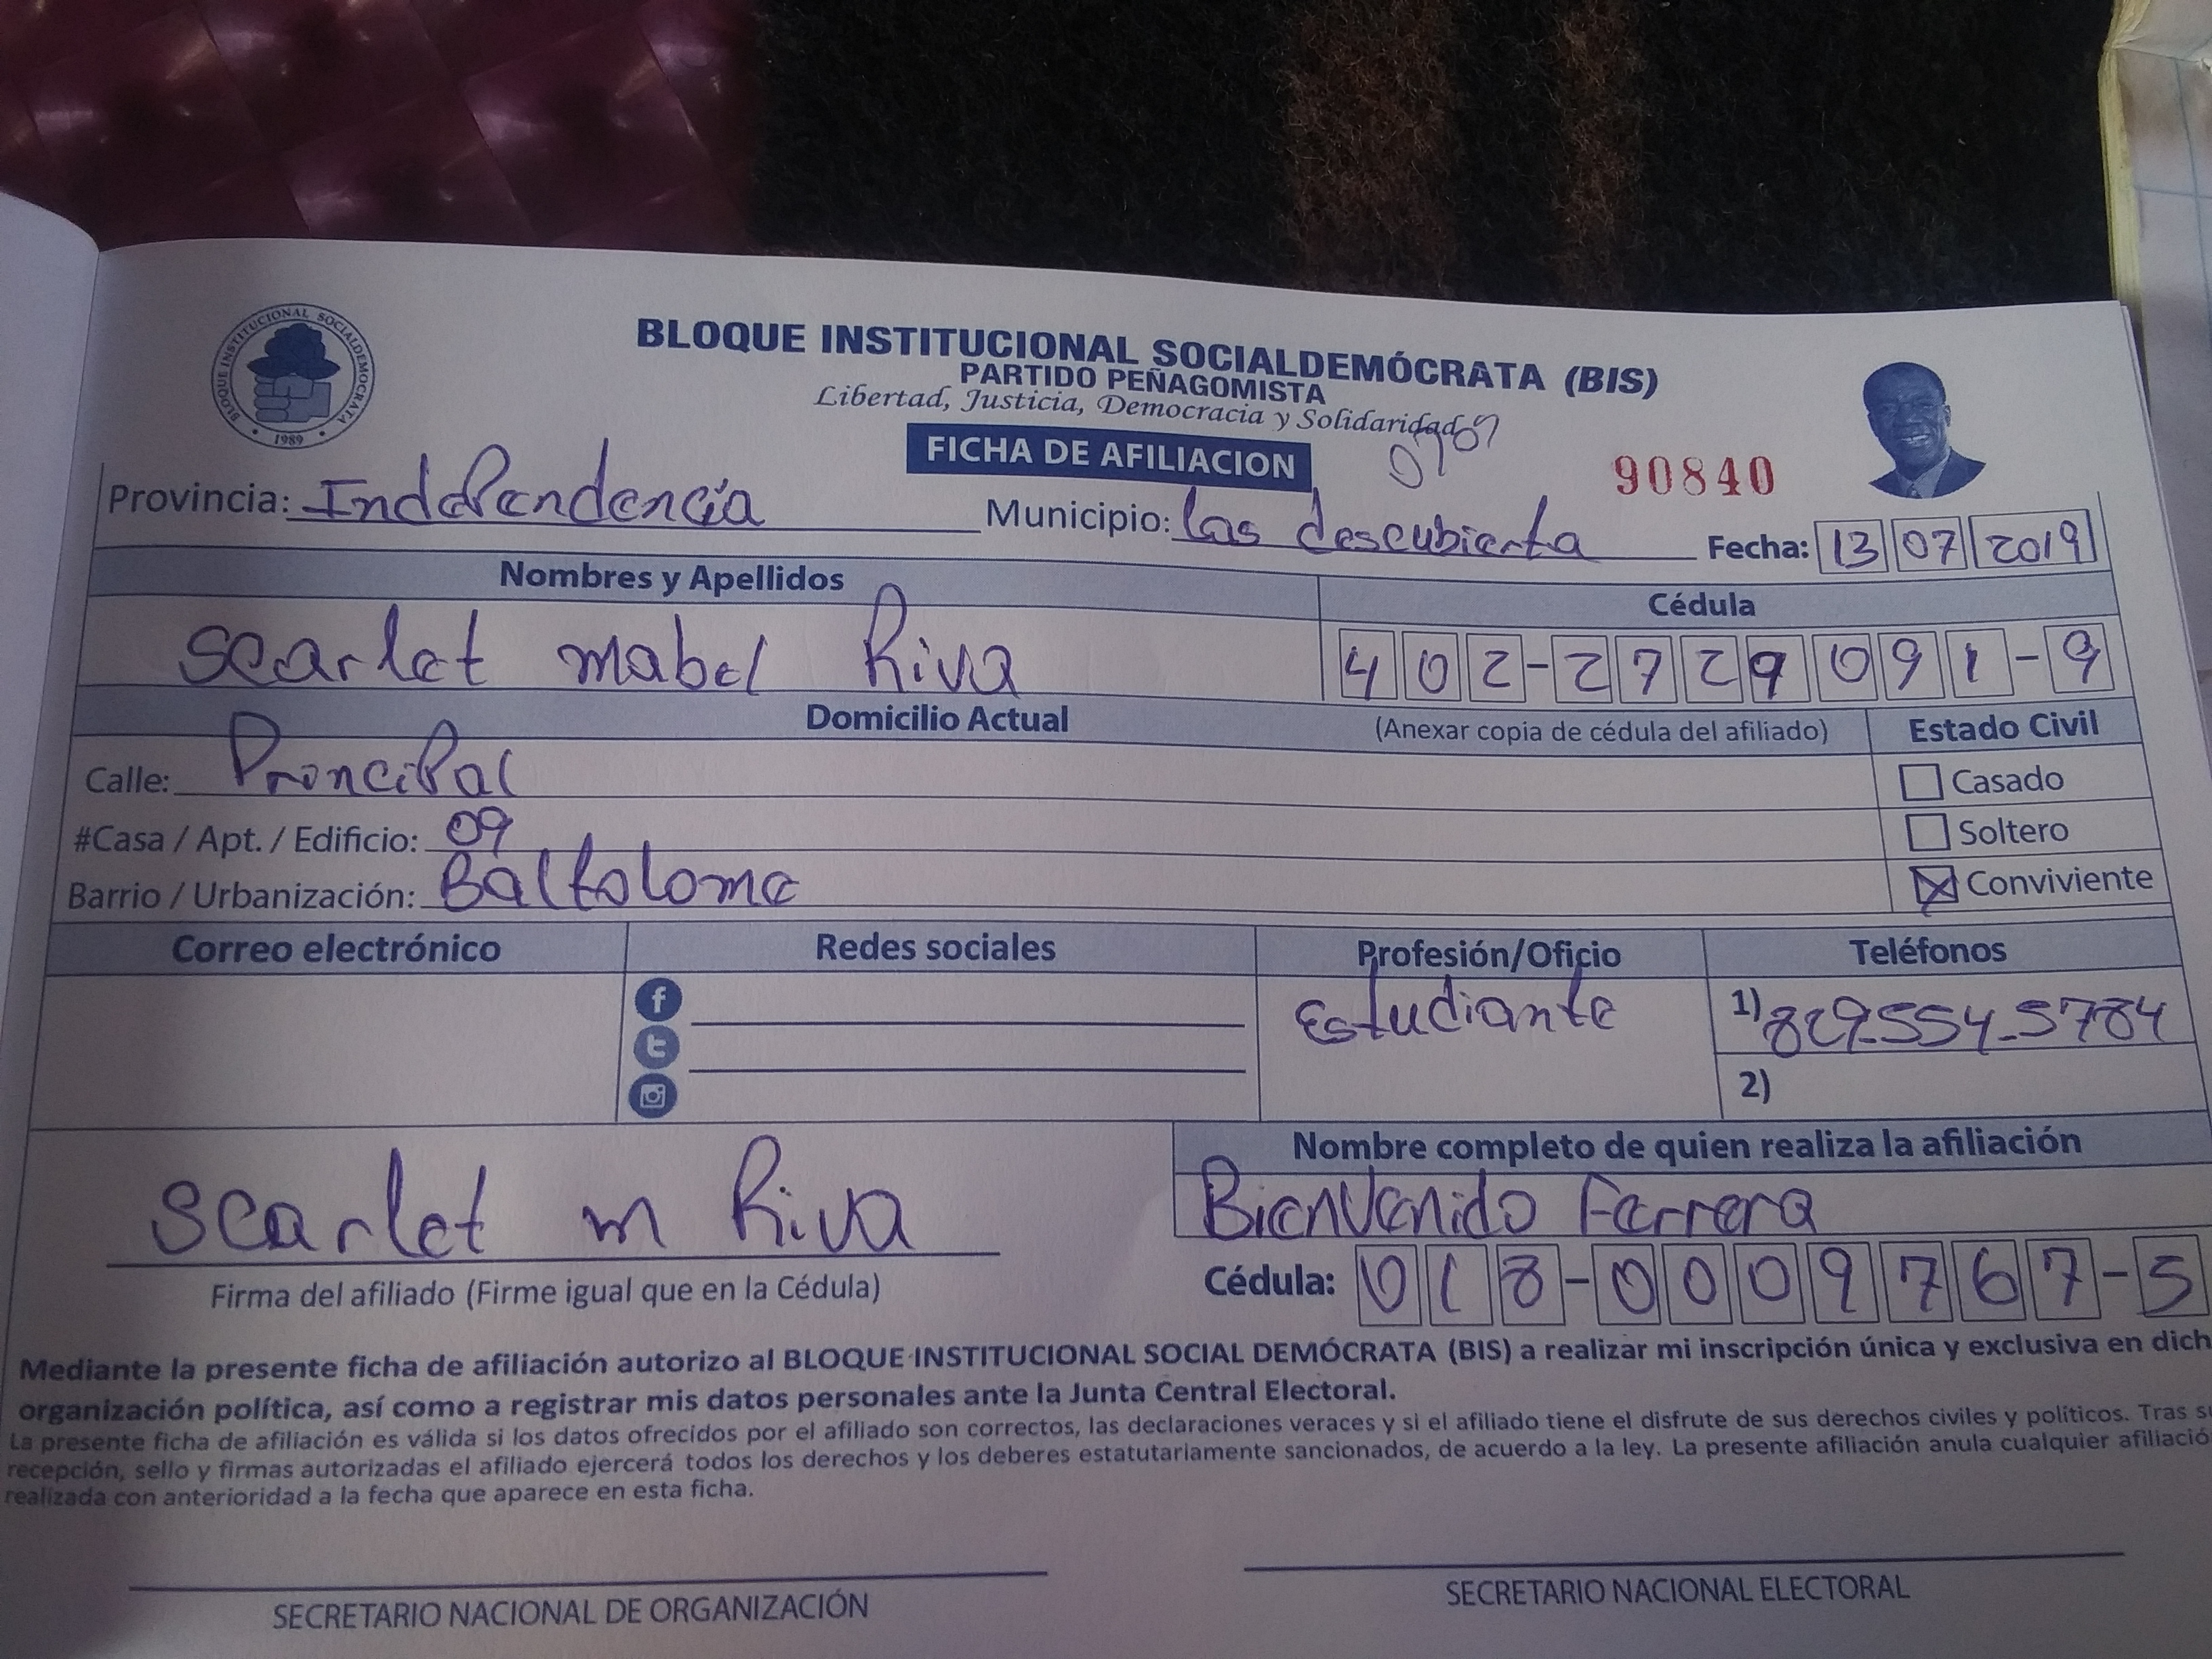 BLOQUE INSTITUCIONAL SOCIALDEMOCRATA
1989
BLOQUE INSTITUCIONAL SOCIALDEMÓCRATA (BIS)
PARTIDO PEÑAGOMISTA
Libertad, Justicia, Democracia y Solidaridad
FICHA DE AFILIACION
90840
Provincia: Independencia Municipio: las descubierta Fecha: 13 07 2019
Nombres y Apellidos Cédula
Scarlet mabel Riva 402-2729091-9
Domicilio Actual (Anexar copia de cédula del afiliado) Estado Civil
Calle: Principal
Casado
#Casa / Apt. / Edificio: 09
Soltero
Barrio / Urbanización: Baltolome
Conviviente
Correo electrónico Redes sociales Profesión/Oficio Teléfonos
Estudiante 1) 829-554-5784
2)
Nombre completo de quien realiza la afiliación
Scarlet m Riva Bienvenido Ferrera
Firma del afiliado (Firme igual que en la Cédula) Cédula: 018-0009767-5
Mediante la presente ficha de afiliación autorizo al BLOQUE INSTITUCIONAL SOCIAL DEMÓCRATA (BIS) a realizar mi inscripción única y exclusiva en dich
organización política, así como a registrar mis datos personales ante la Junta Central Electoral.
La presente ficha de afiliación es válida si los datos ofrecidos por el afiliado son correctos, las declaraciones veraces y si el afiliado tiene el disfrute de sus derechos civiles y políticos. Tras su
recepción, sello y firmas autorizadas el afiliado ejercerá todos los derechos y los deberes estatutariamente sancionados, de acuerdo a la ley. La presente afiliación anula cualquier afiliació
realizada con anterioridad a la fecha que aparece en esta ficha.
SECRETARIO NACIONAL DE ORGANIZACIÓN SECRETARIO NACIONAL ELECTORAL